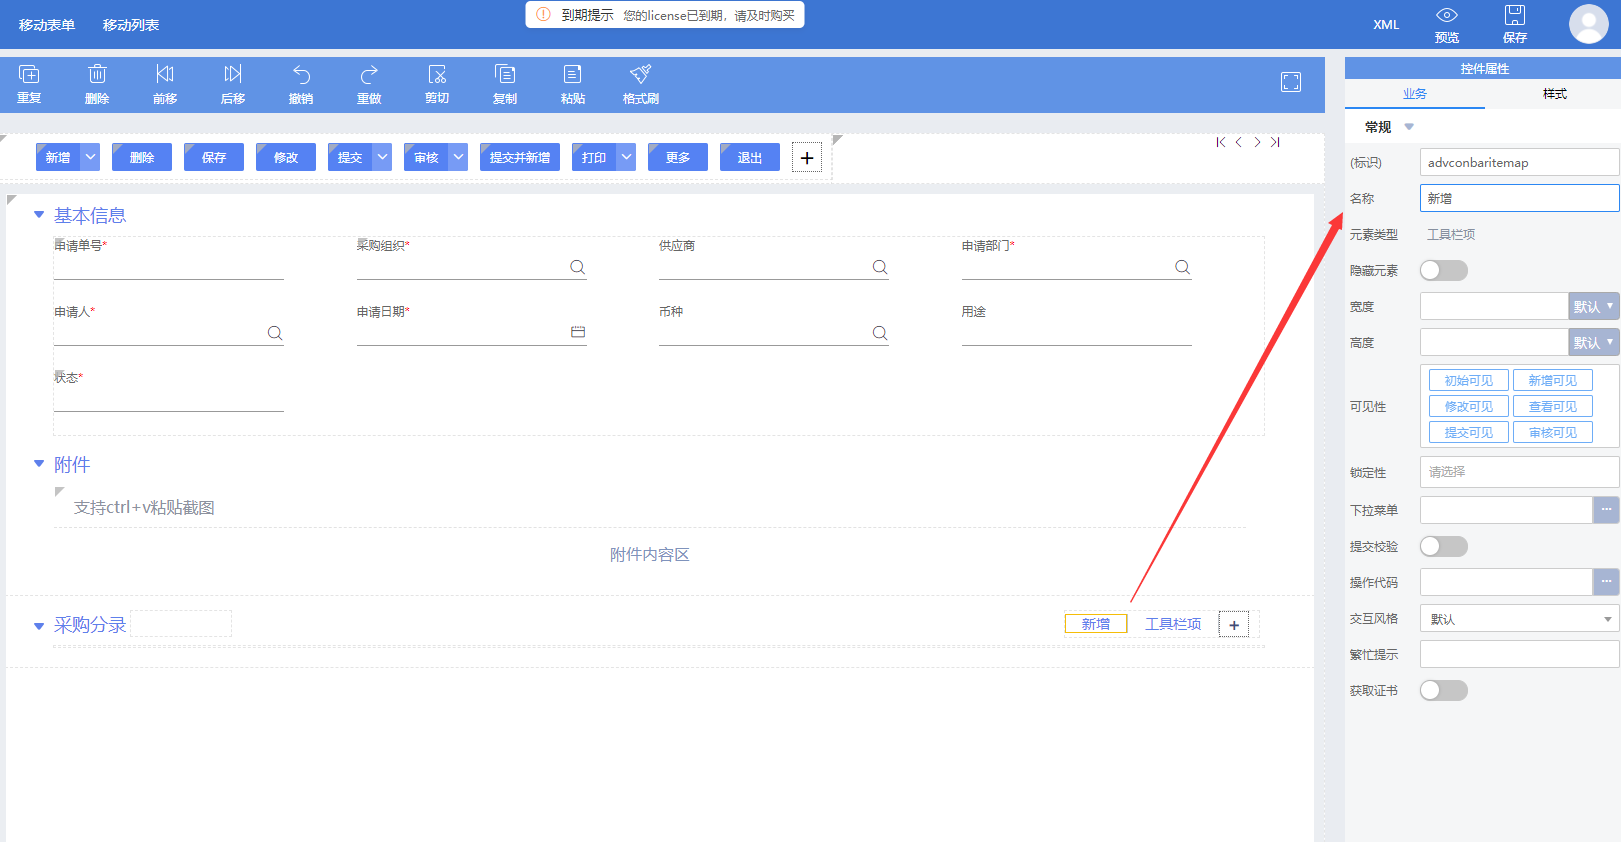 移动表单 移动列表 到期提示 您的license已到期，请及时购买 XML 预览 保存
重复 删除 前移 后移 撤销 重做 剪切 复制 粘贴 格式刷
控件属性
业务 样式
常规
新增 删除 保存 修改 提交 审核 提交并新增 打印 更多 退出 +
(标识) advconbaritemap
名称 新增
元素类型 工具栏项
隐藏元素
宽度 默认
高度 默认
可见性 初始可见 新增可见
修改可见 查看可见
提交可见 审核可见
锁定性 请选择
下拉菜单 ...
提交校验
操作代码 ...
交互风格 默认
繁忙提示
获取证书
基本信息
申请单号* 采购组织* 供应商 申请部门*
申请人* 申请日期* 币种 用途
状态*
附件
支持ctrl+v粘贴截图
附件内容区
采购分录 新增 工具栏项 +